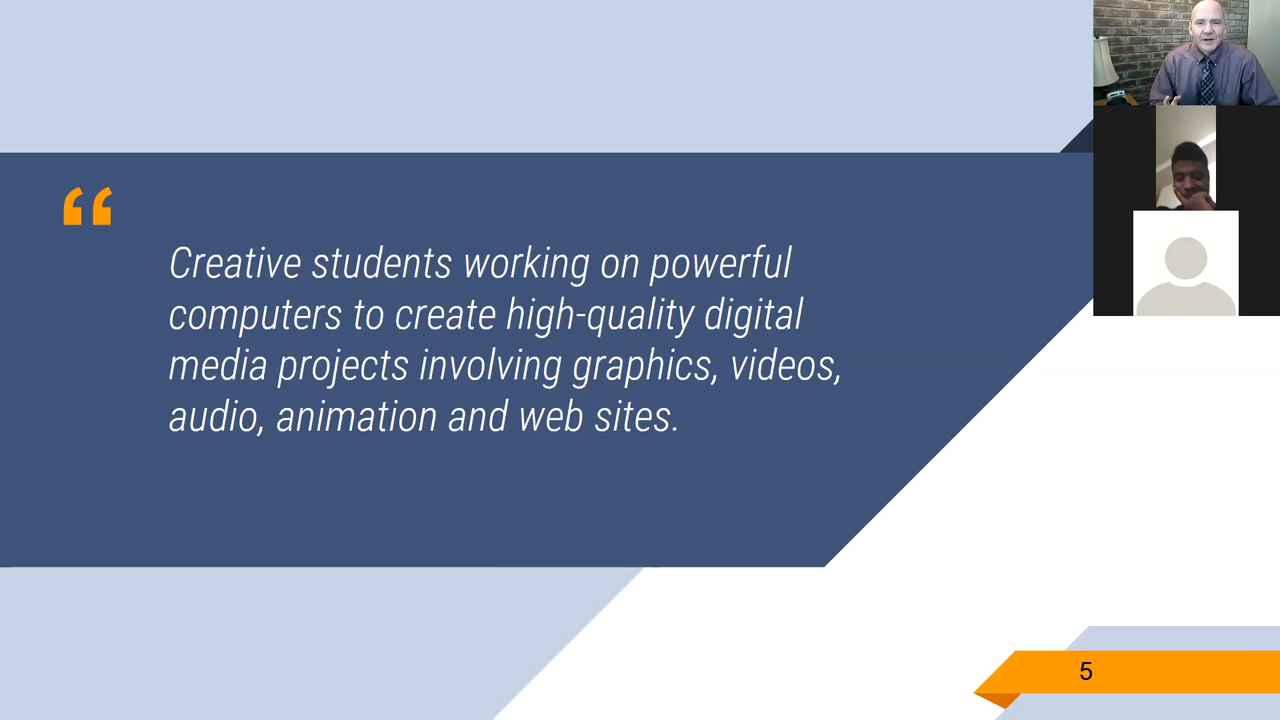 “
Creative students working on powerful
computers to create high-quality digital
media projects involving graphics, videos,
audio, animation and web sites.
5